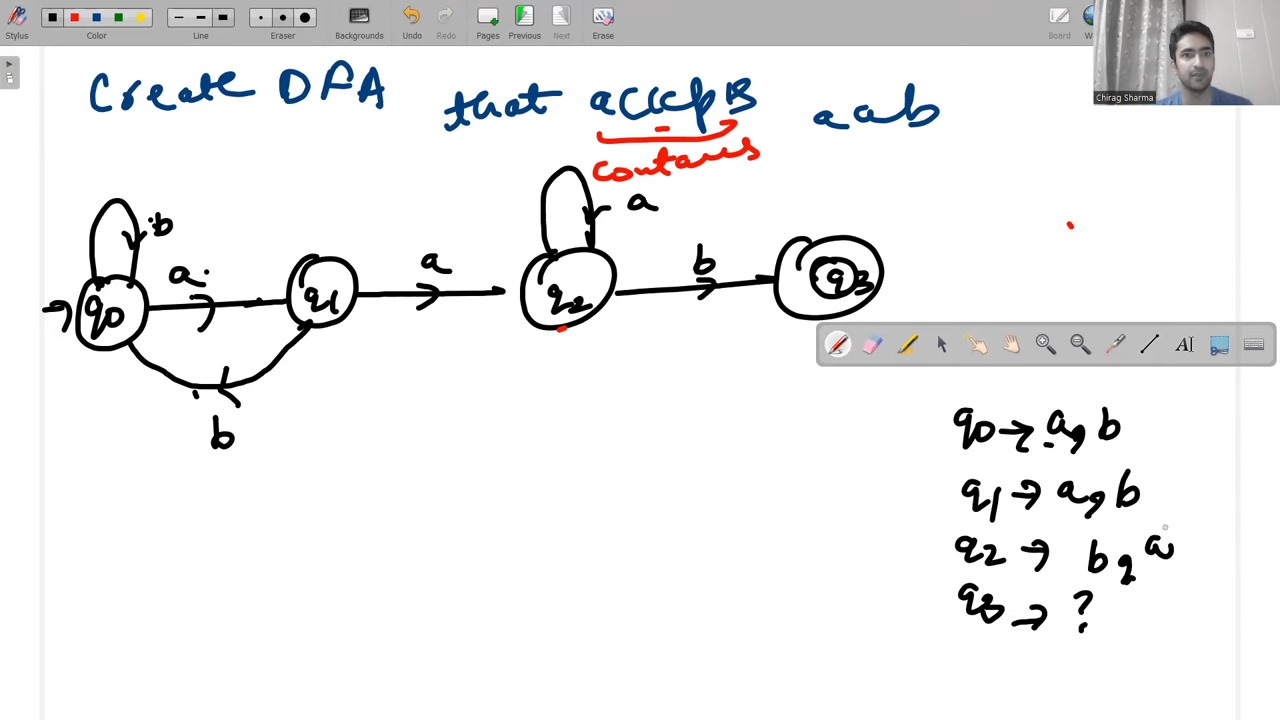 Stylus
Color
Line
Eraser
Backgrounds
Undo
Redo
Pages
Previous
Next
Erase
Board
Chirag Sharma
Create DFA that accepts aab
contains
b
a
a
a
b
q0
q1
q2
q3
b
q0 → a, b
q1 → a, b
q2 → b, a
q3 → ?